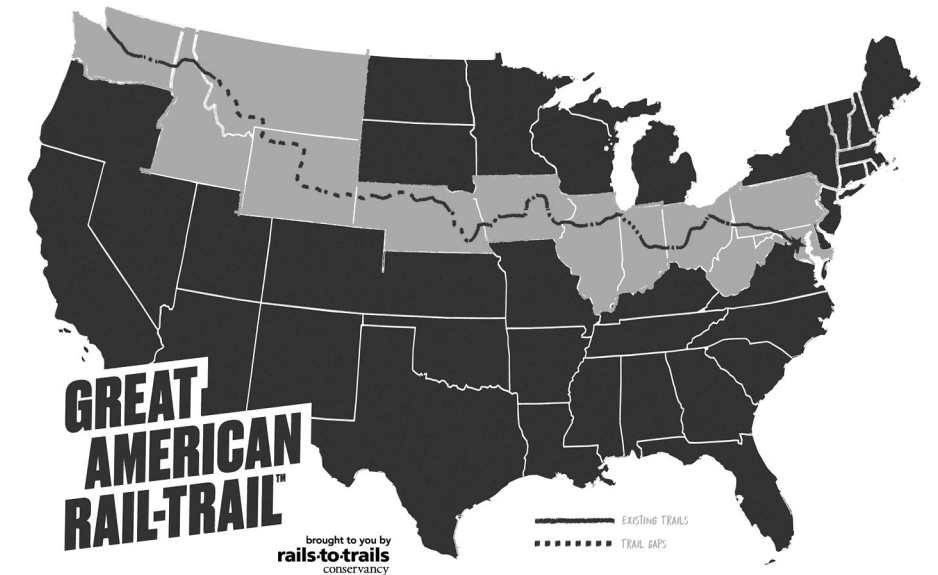 GREAT
AMERICAN
RAIL-TRAIL™
brought to you by
rails·to·trails
conservancy
EXISTING TRAILS
TRAIL GAPS